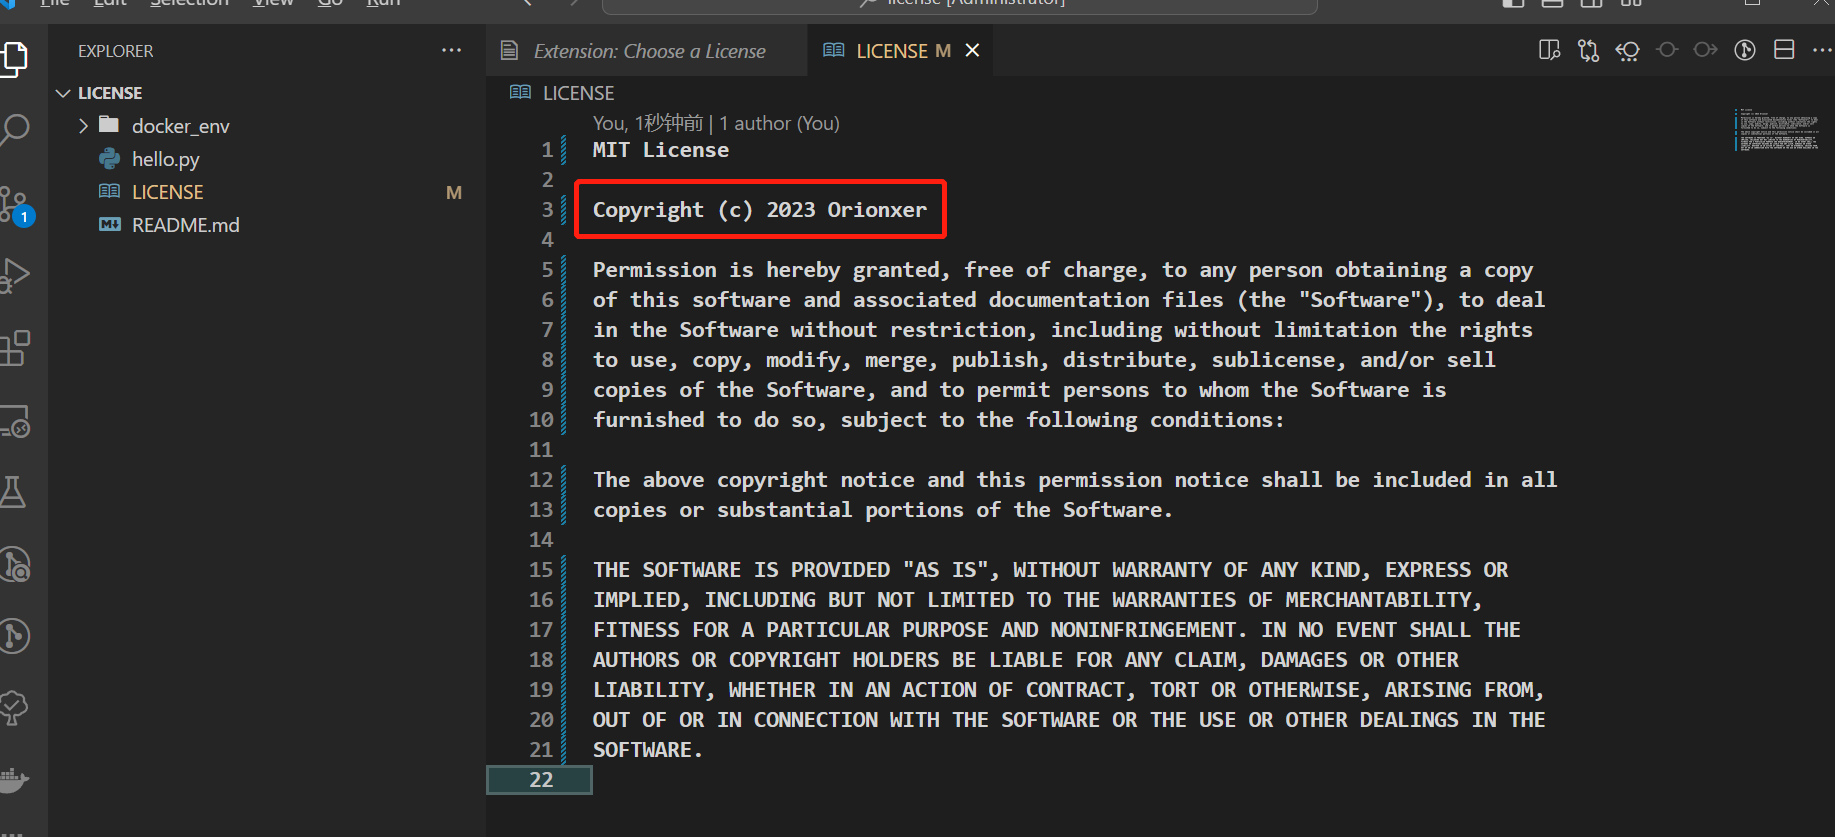 File Edit Selection View Go Run
license [Administrator]
EXPLORER
Extension: Choose a License
LICENSE M
LICENSE
docker_env
hello.py
LICENSE M
README.md
1
LICENSE
You, 1秒钟前 | 1 author (You)
1 MIT License
2
3 Copyright (c) 2023 Orionxer
4
5 Permission is hereby granted, free of charge, to any person obtaining a copy
6 of this software and associated documentation files (the "Software"), to deal
7 in the Software without restriction, including without limitation the rights
8 to use, copy, modify, merge, publish, distribute, sublicense, and/or sell
9 copies of the Software, and to permit persons to whom the Software is
10 furnished to do so, subject to the following conditions:
11
12 The above copyright notice and this permission notice shall be included in all
13 copies or substantial portions of the Software.
14
15 THE SOFTWARE IS PROVIDED "AS IS", WITHOUT WARRANTY OF ANY KIND, EXPRESS OR
16 IMPLIED, INCLUDING BUT NOT LIMITED TO THE WARRANTIES OF MERCHANTABILITY,
17 FITNESS FOR A PARTICULAR PURPOSE AND NONINFRINGEMENT. IN NO EVENT SHALL THE
18 AUTHORS OR COPYRIGHT HOLDERS BE LIABLE FOR ANY CLAIM, DAMAGES OR OTHER
19 LIABILITY, WHETHER IN AN ACTION OF CONTRACT, TORT OR OTHERWISE, ARISING FROM,
20 OUT OF OR IN CONNECTION WITH THE SOFTWARE OR THE USE OR OTHER DEALINGS IN THE
21 SOFTWARE.
22